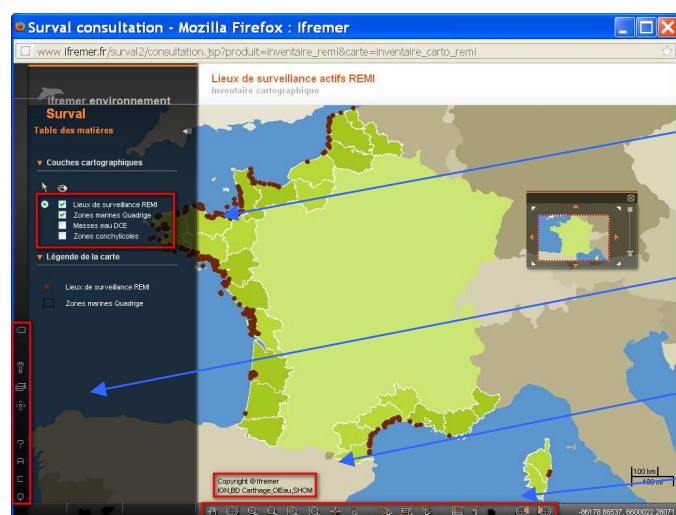 Surval consultation - Mozilla Firefox : Ifremer
www.ifremer.fr/surval2/consultation.jsp?produit=inventaire_remi&carte=inventaire_carto_remi
Lieux de surveillance actifs REMI
Inventaire cartographique
Ifremer environnement
Surval
Table des matières
Couches cartographiques
Lieux de surveillance REMI
Zones marines Quadrige
Masses eau DCE
Zones conchylicoles
Légende de la carte
Lieux de surveillance REMI
Zones marines Quadrige
?
A
C
Q
Copyright © Ifremer
IGN,BD Carthage,OIEau,SHOM
100 km
100 mi
-86178.88537, 6600022.28071